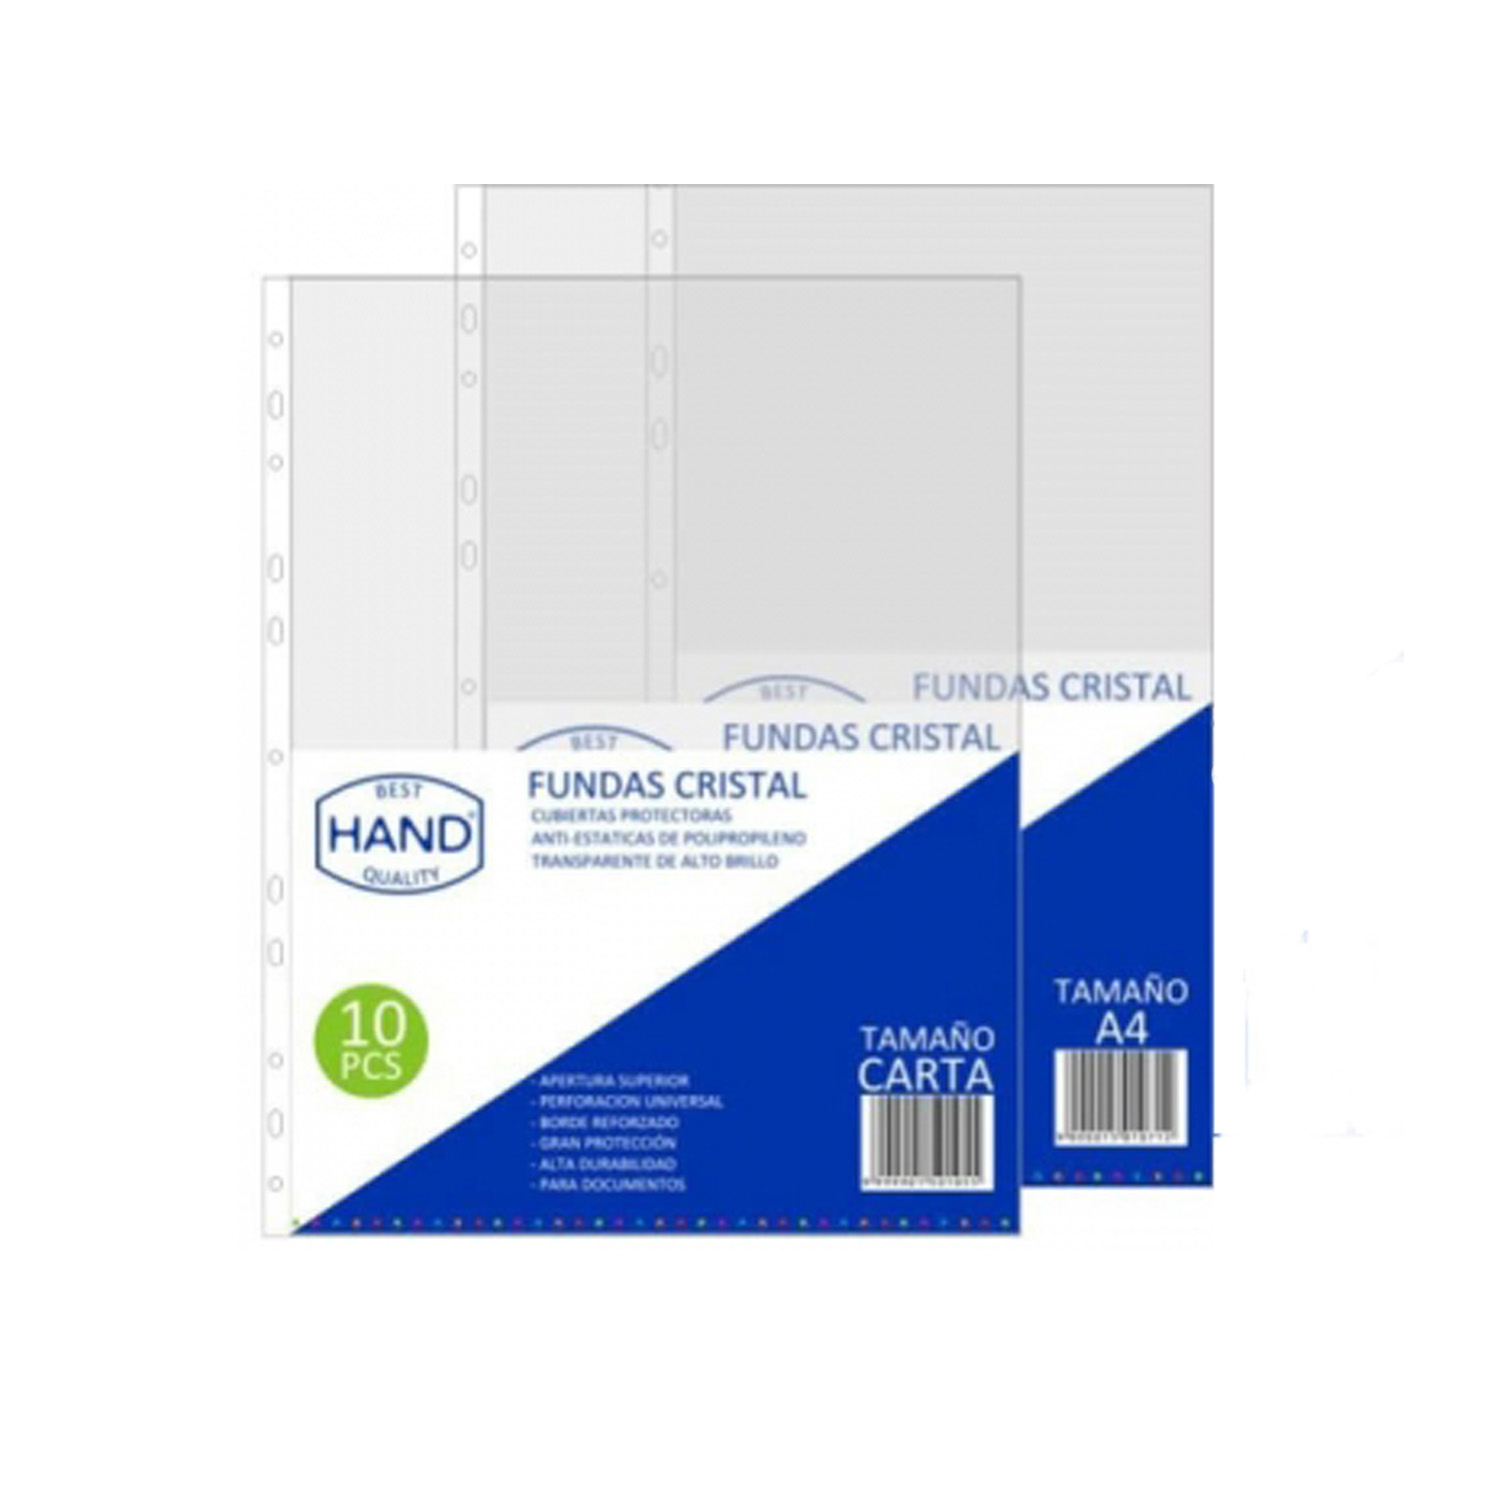 BEST
HAND®
QUALITY
FUNDAS CRISTAL
CUBIERTAS PROTECTORAS
ANTI-ESTATICAS DE POLIPROPILENO
TRANSPARENTE DE ALTO BRILLO
10
PCS
- APERTURA SUPERIOR
- PERFORACION UNIVERSAL
- BORDE REFORZADO
- GRAN PROTECCIÓN
- ALTA DURABILIDAD
- PARA DOCUMENTOS
TAMAÑO
CARTA
BEST
FUNDAS CRISTAL
BEST
FUNDAS CRISTAL
TAMAÑO
A4